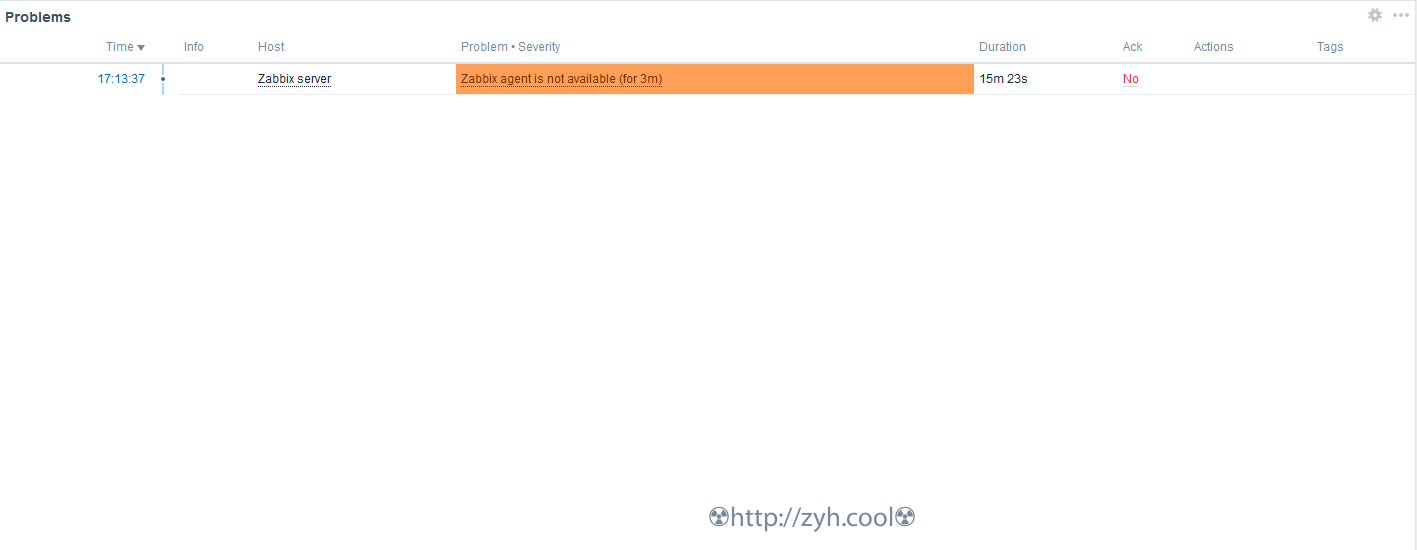 Problems
Time Info Host Problem • Severity Duration Ack Actions Tags
17:13:37 Zabbix server Zabbix agent is not available (for 3m) 15m 23s No
☢http://zyh.cool☢